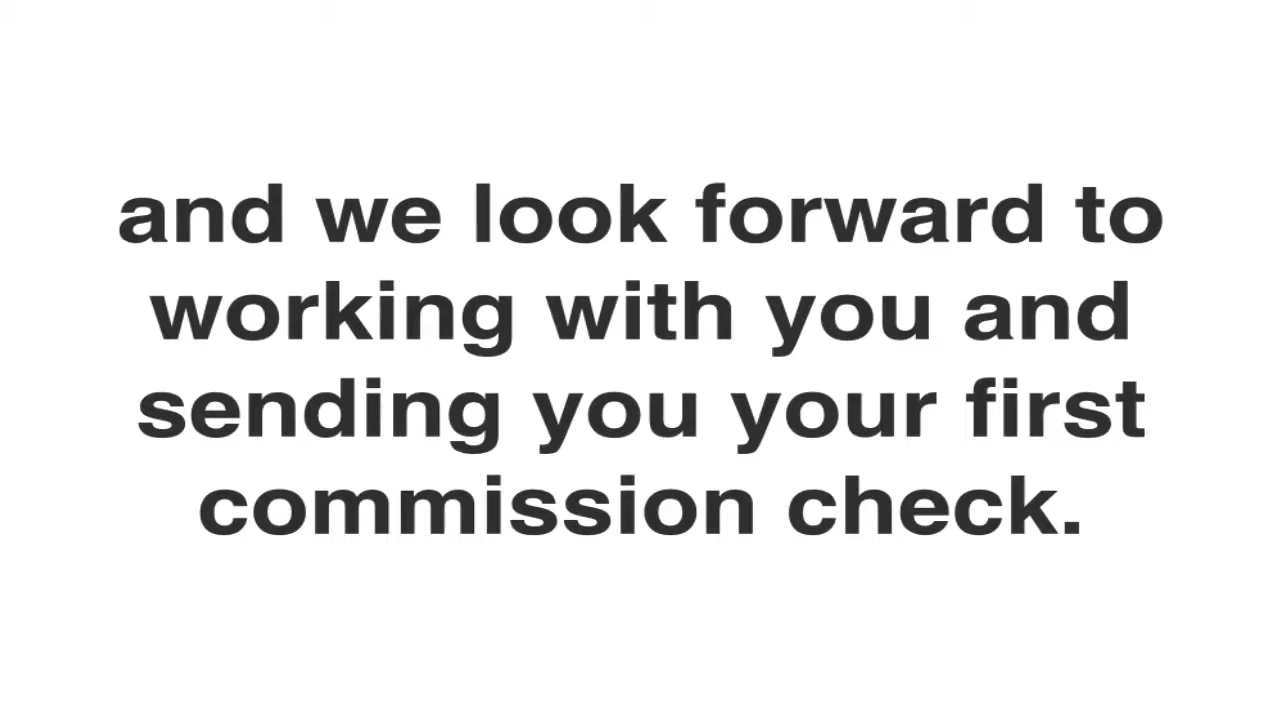 and we look forward to
working with you and
sending you your first
commission check.